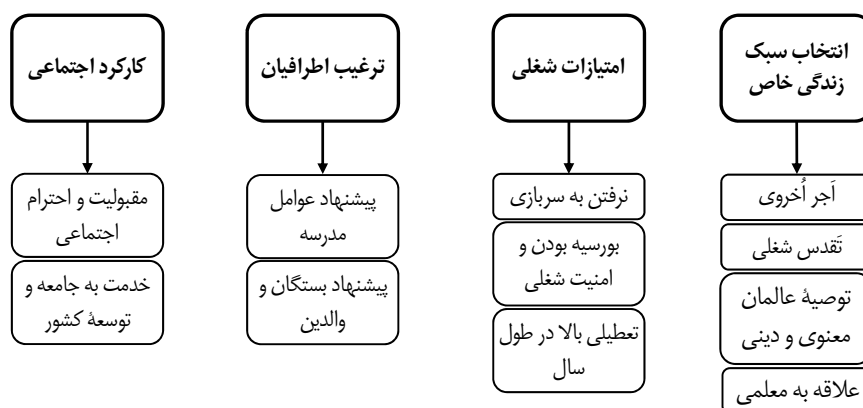 انتخاب سبک
زندگی خاص
اَجر اُخروی
تَقدس شغلی
توصیهٔ عالمان
معنوی و دینی
علاقه به معلمی
امتیازات شغلی
نرفتن به سربازی
بورسیه بودن و
امنیت شغلی
تعطیلی بالا در طول
سال
ترغیب اطرافیان
پیشنهاد عوامل
مدرسه
پیشنهاد بستگان و
والدین
کارکرد اجتماعی
مقبولیت و احترام
اجتماعی
خدمت به جامعه و
توسعهٔ کشور